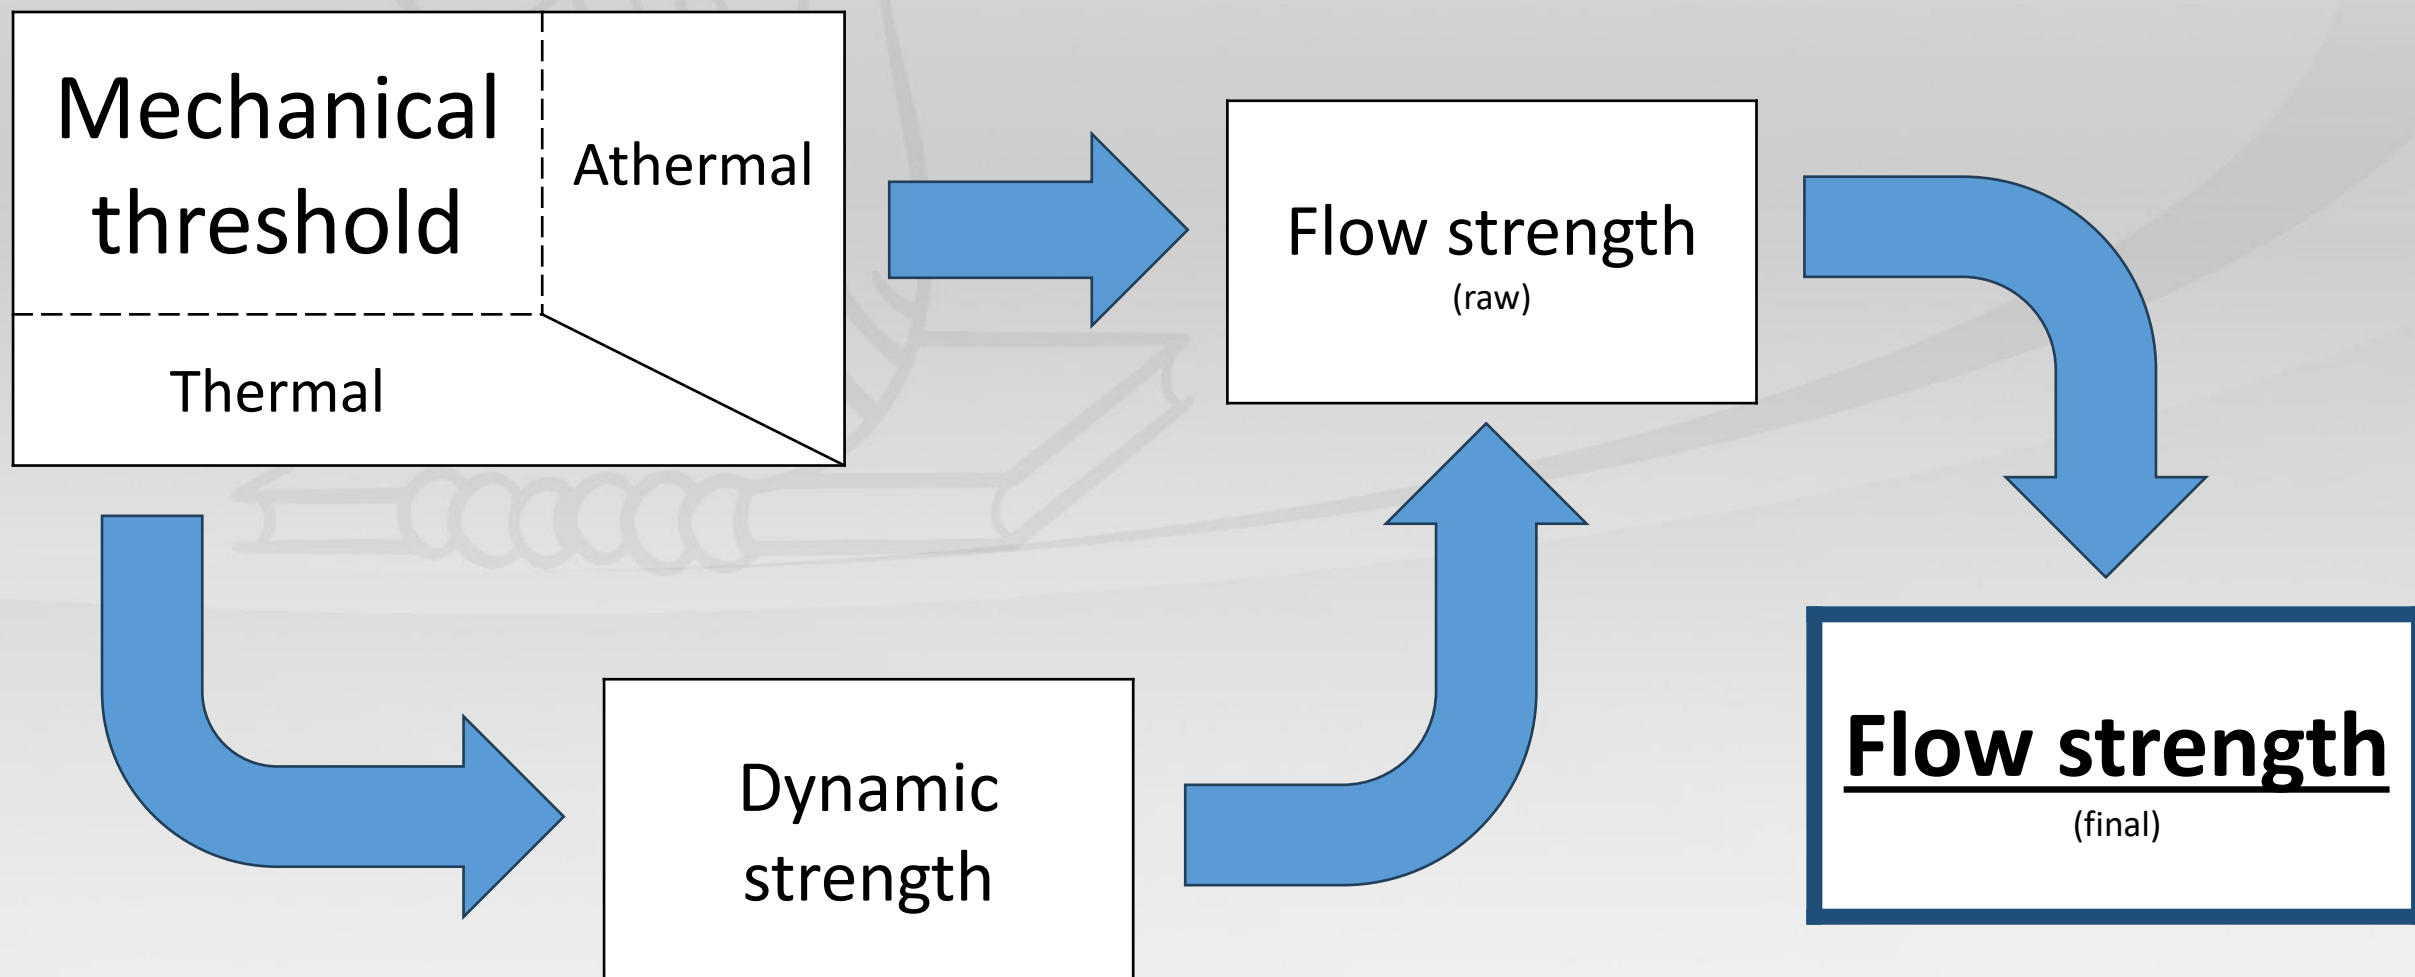 Mechanical
threshold
Athermal
Thermal
Flow strength
(raw)
Dynamic
strength
Flow strength
(final)